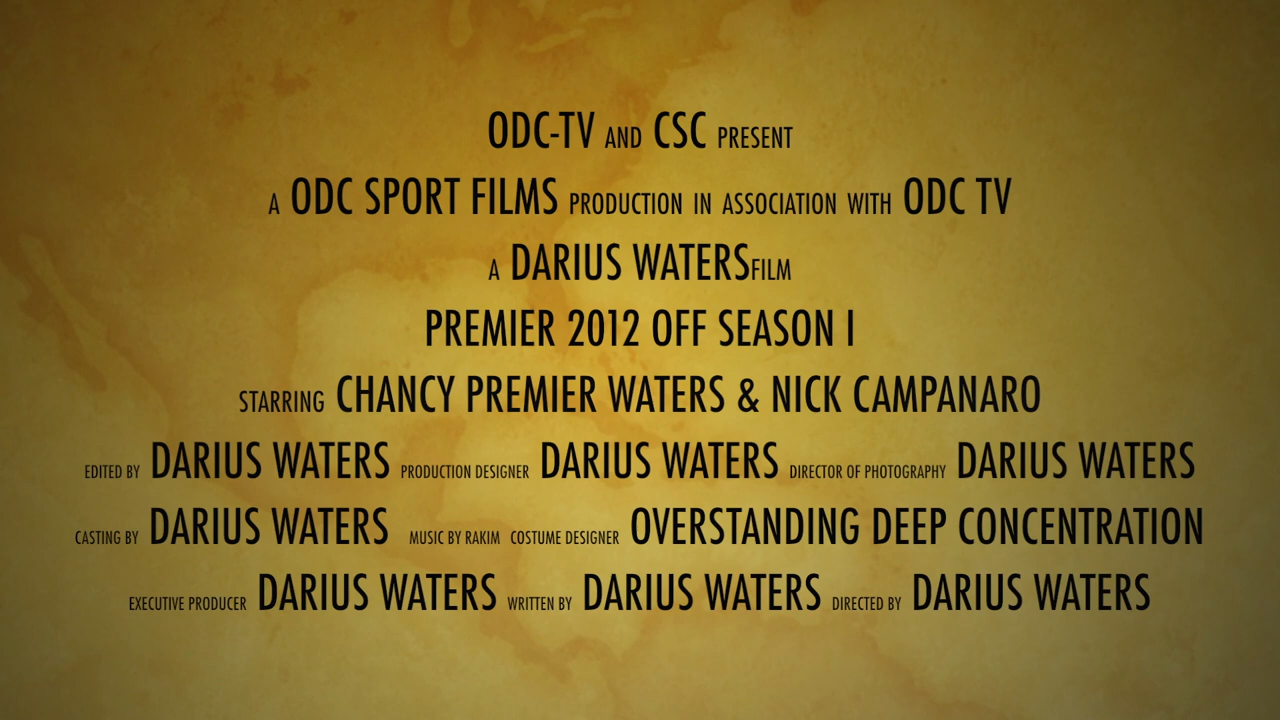 ODC-TV AND CSC PRESENT
A ODC SPORT FILMS PRODUCTION IN ASSOCIATION WITH ODC TV
A DARIUS WATERSFILM
PREMIER 2012 OFF SEASON I
STARRING CHANCY PREMIER WATERS & NICK CAMPANARO
EDITED BY DARIUS WATERS PRODUCTION DESIGNER DARIUS WATERS DIRECTOR OF PHOTOGRAPHY DARIUS WATERS
CASTING BY DARIUS WATERS MUSIC BY RAKIM COSTUME DESIGNER OVERSTANDING DEEP CONCENTRATION
EXECUTIVE PRODUCER DARIUS WATERS WRITTEN BY DARIUS WATERS DIRECTED BY DARIUS WATERS